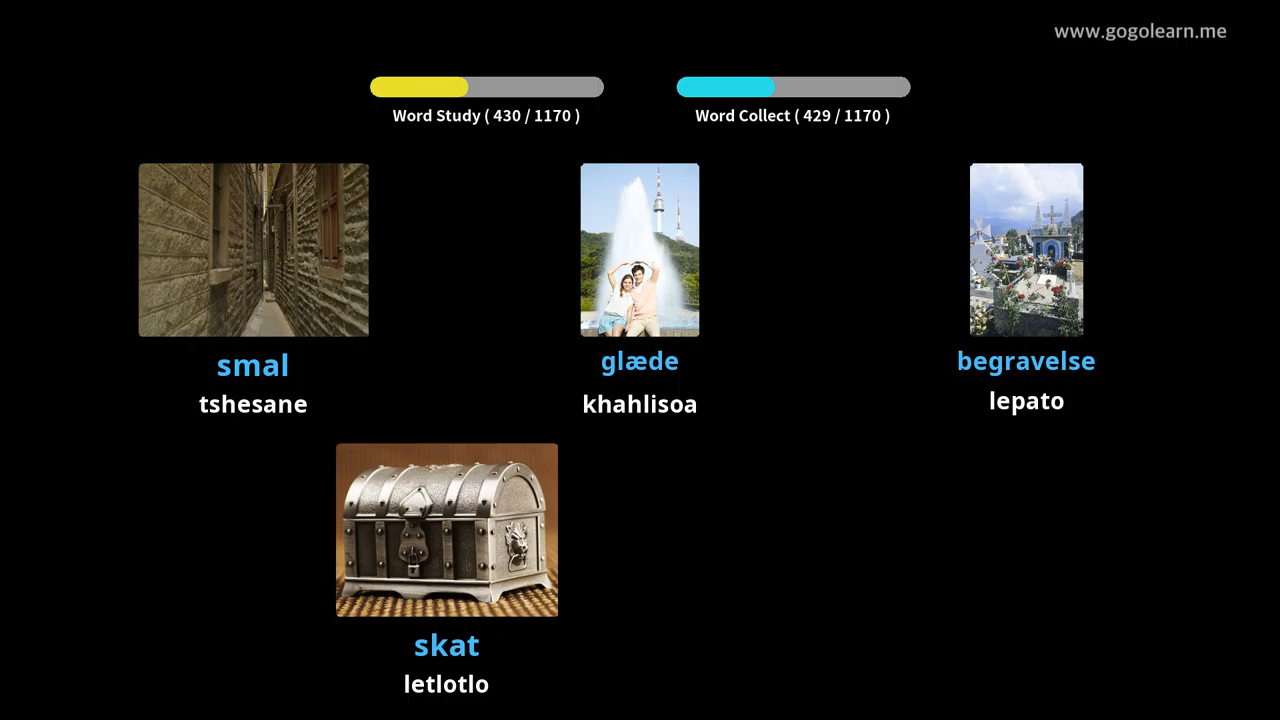 www.gogolearn.me
Word Study ( 430 / 1170 )
Word Collect ( 429 / 1170 )
smal
tshesane
glæde
khahlisoa
begravelse
lepato
skat
letlotlo